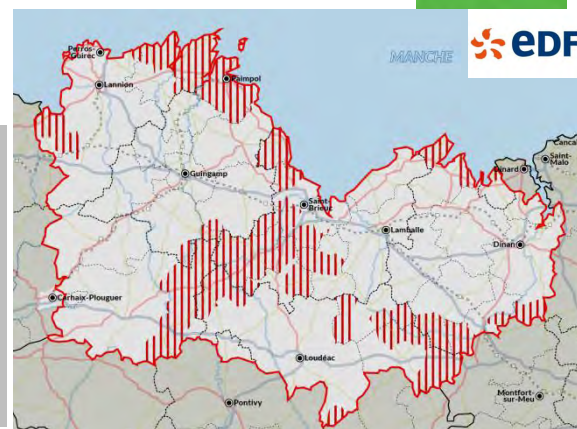 MANCHE
eDF
Perros-
Guirec
Lannion
Paimpol
Guingamp
Saint-
Brieuc
Lamballe
Cancal
Saint-
Malo
Dinard
Dinan
Carhaix-Plouguer
Loudéac
Pontivy
Montfort-
sur-Meu